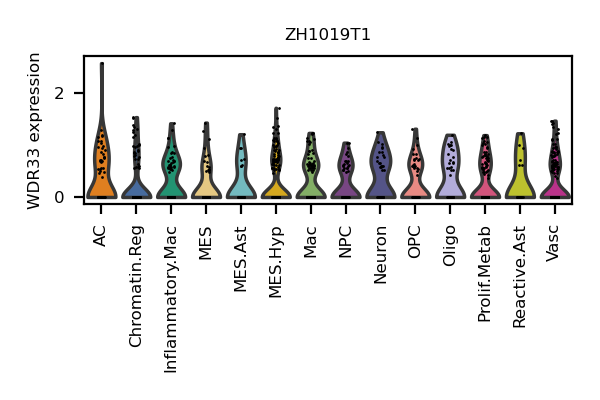 ZH1019T1
WDR33 expression
2
0
AC
Chromatin.Reg
Inflammatory.Mac
MES
MES.Ast
MES.Hyp
Mac
NPC
Neuron
OPC
Oligo
Prolif.Metab
Reactive.Ast
Vasc